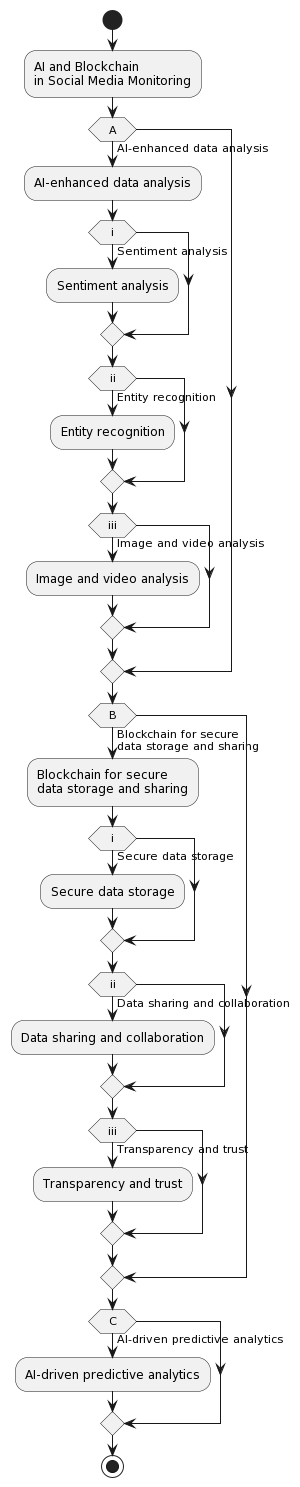 AI and Blockchain
in Social Media Monitoring
A
AI-enhanced data analysis
AI-enhanced data analysis
i
Sentiment analysis
Sentiment analysis
ii
Entity recognition
Entity recognition
iii
Image and video analysis
Image and video analysis
B
Blockchain for secure
data storage and sharing
Blockchain for secure
data storage and sharing
i
Secure data storage
Secure data storage
ii
Data sharing and collaboration
Data sharing and collaboration
iii
Transparency and trust
Transparency and trust
C
AI-driven predictive analytics
AI-driven predictive analytics